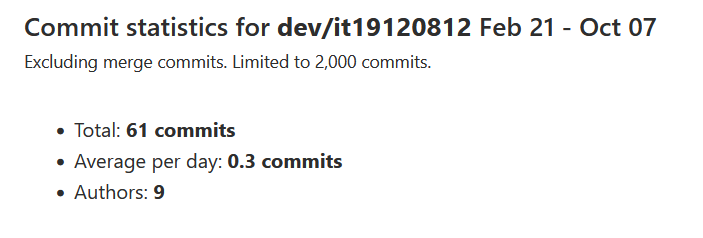 Commit statistics for dev/it19120812 Feb 21 - Oct 07
Excluding merge commits. Limited to 2,000 commits.
• Total: 61 commits
• Average per day: 0.3 commits
• Authors: 9